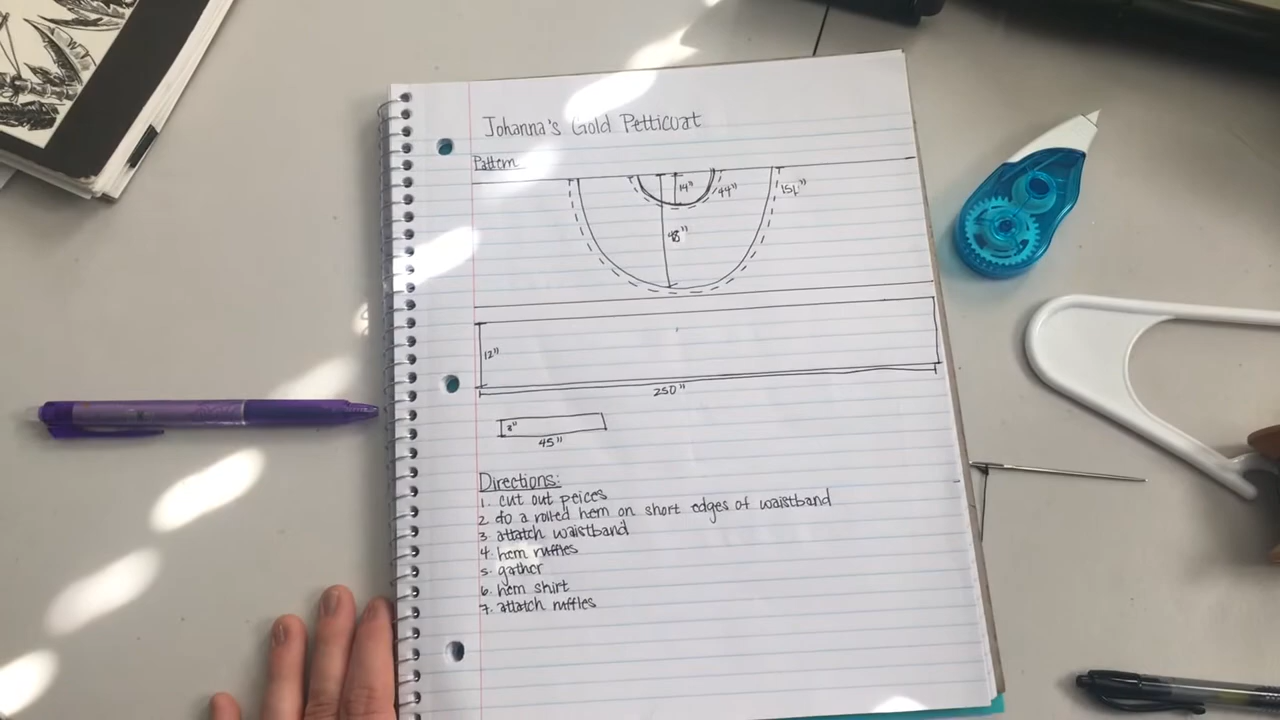 Johanna's Gold Petticoat
Pattern
14"
44"
151"
48"
12"
250"
8"
45"
Directions:
1. cut out peices
2. do a rolled hem on short edges of waistband
3. attatch waistband
4. hem ruffles
5. gather
6. hem shirt
7. attatch ruffles